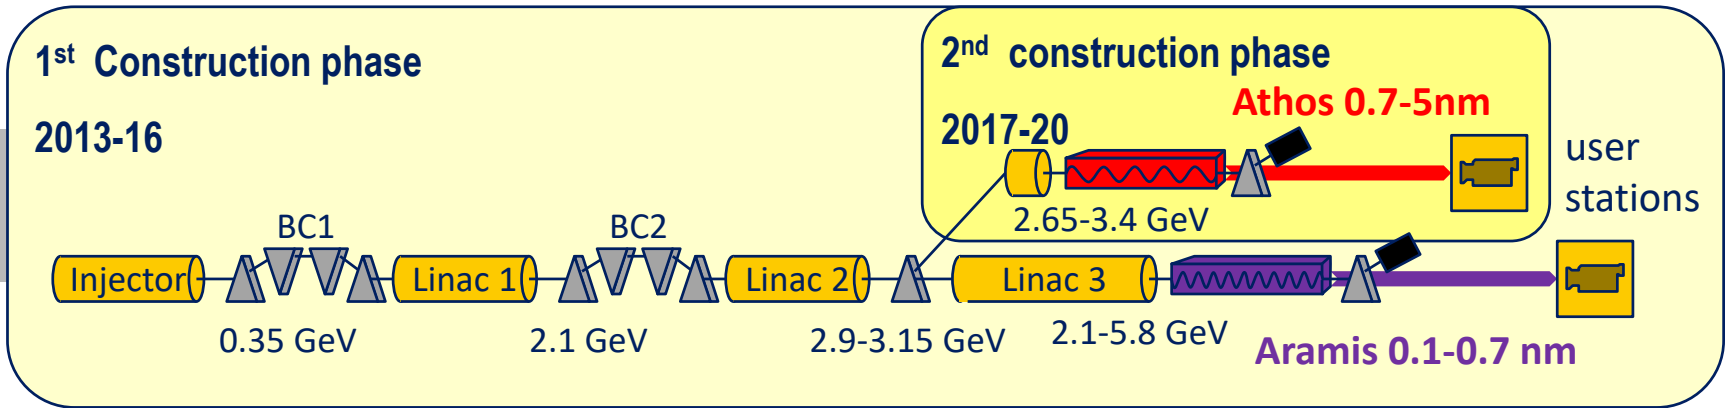 1st Construction phase
2013-16
2nd construction phase
Athos 0.7-5nm
2017-20
user
stations
2.65-3.4 GeV
BC1
BC2
Injector
Linac 1
Linac 2
Linac 3
0.35 GeV
2.1 GeV
2.9-3.15 GeV
2.1-5.8 GeV
Aramis 0.1-0.7 nm